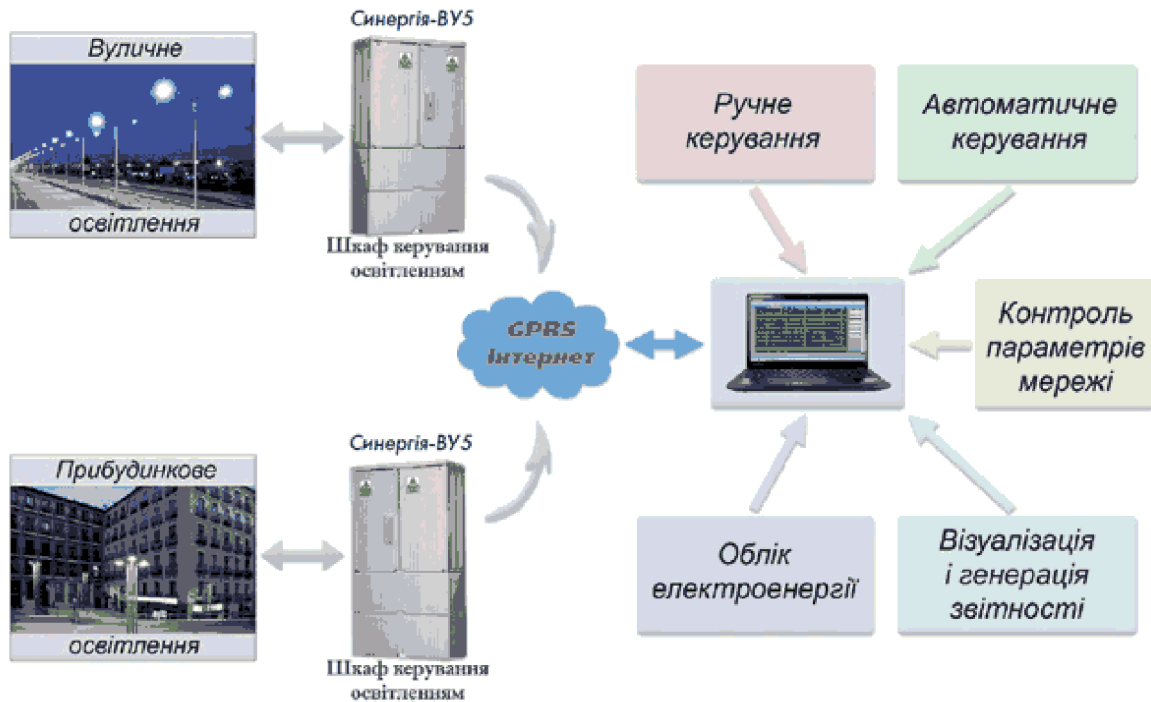 Синергія-ВУ5
Вуличне
освітлення
Шкаф керування
освітленням
Ручне
керування
Автоматичне
керування
GPRS
Інтернет
Контроль
параметрів
мережі
Синергія-ВУ5
Прибудинкове
освітлення
Шкаф керування
освітленням
Облік
електроенергії
Візуалізація
і генерація
звітності